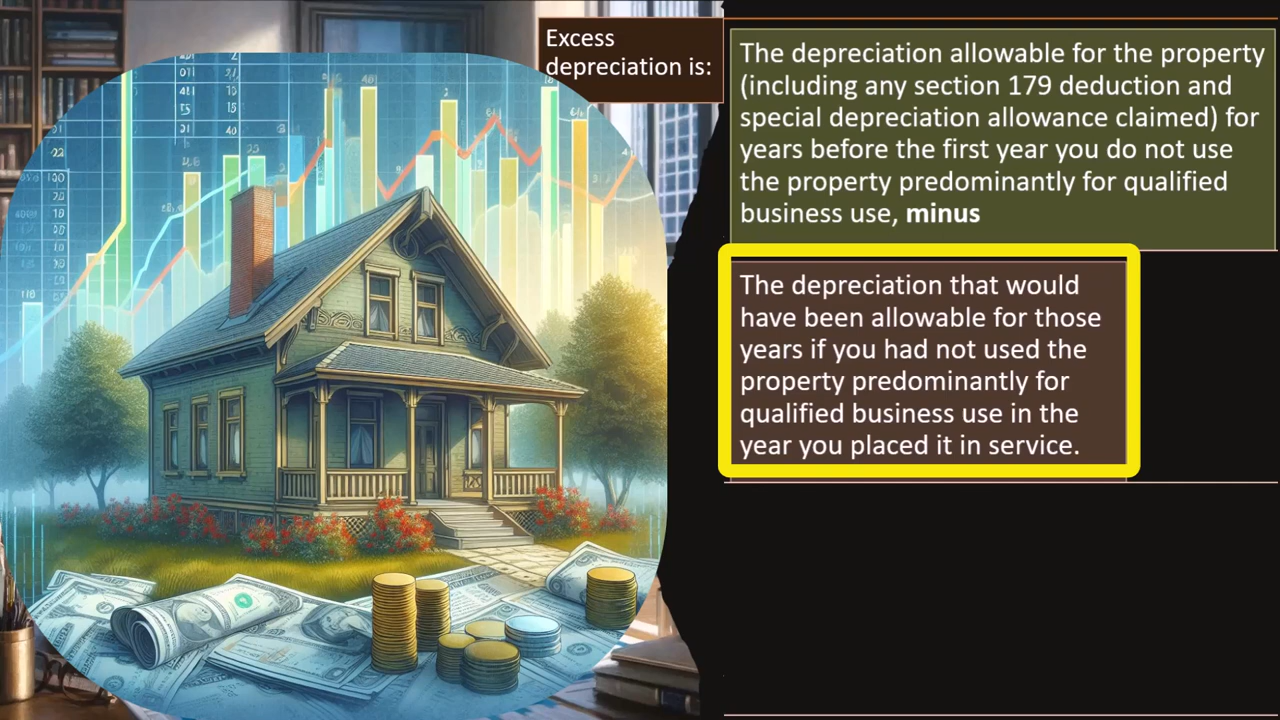 Excess
depreciation is:
The depreciation allowable for the property
(including any section 179 deduction and
special depreciation allowance claimed) for
years before the first year you do not use
the property predominantly for qualified
business use, minus
The depreciation that would
have been allowable for those
years if you had not used the
property predominantly for
qualified business use in the
year you placed it in service.